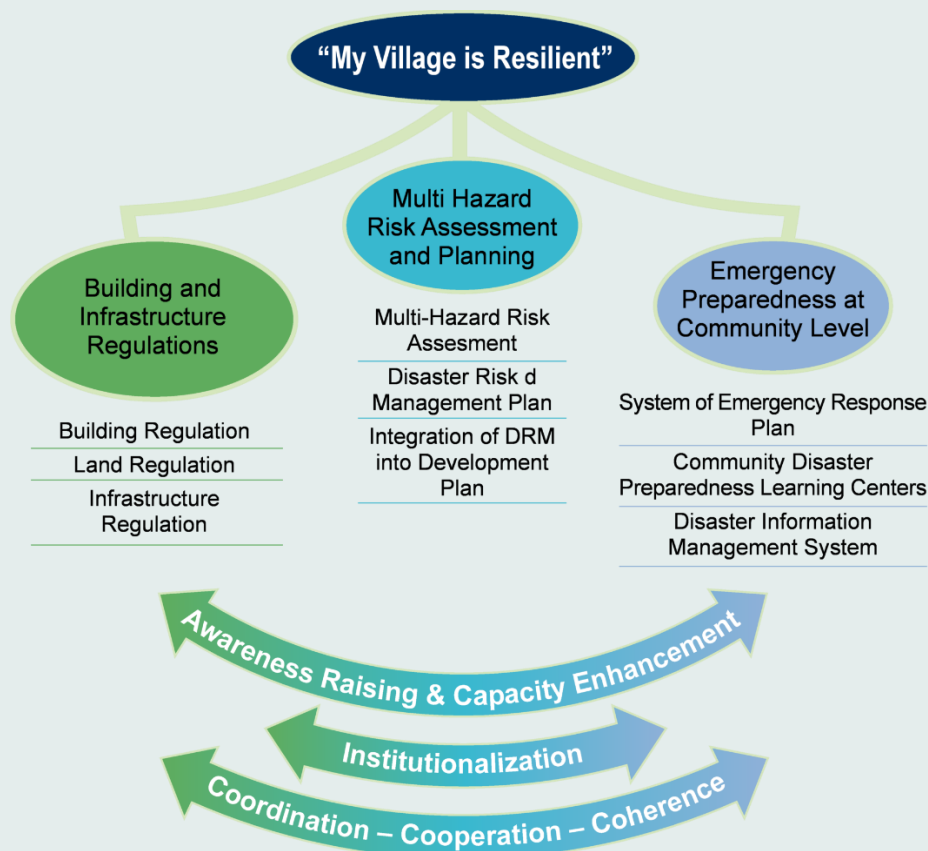 “My Village is Resilient”
Building and
Infrastructure
Regulations
Building Regulation
Land Regulation
Infrastructure
Regulation
Multi Hazard
Risk Assessment
and Planning
Multi-Hazard Risk
Assesment
Disaster Risk d
Management Plan
Integration of DRM
into Development
Plan
Emergency
Preparedness at
Community Level
System of Emergency Response
Plan
Community Disaster
Preparedness Learning Centers
Disaster Information
Management System
Awareness Raising & Capacity Enhancement
Institutionalization
Coordination – Cooperation – Coherence